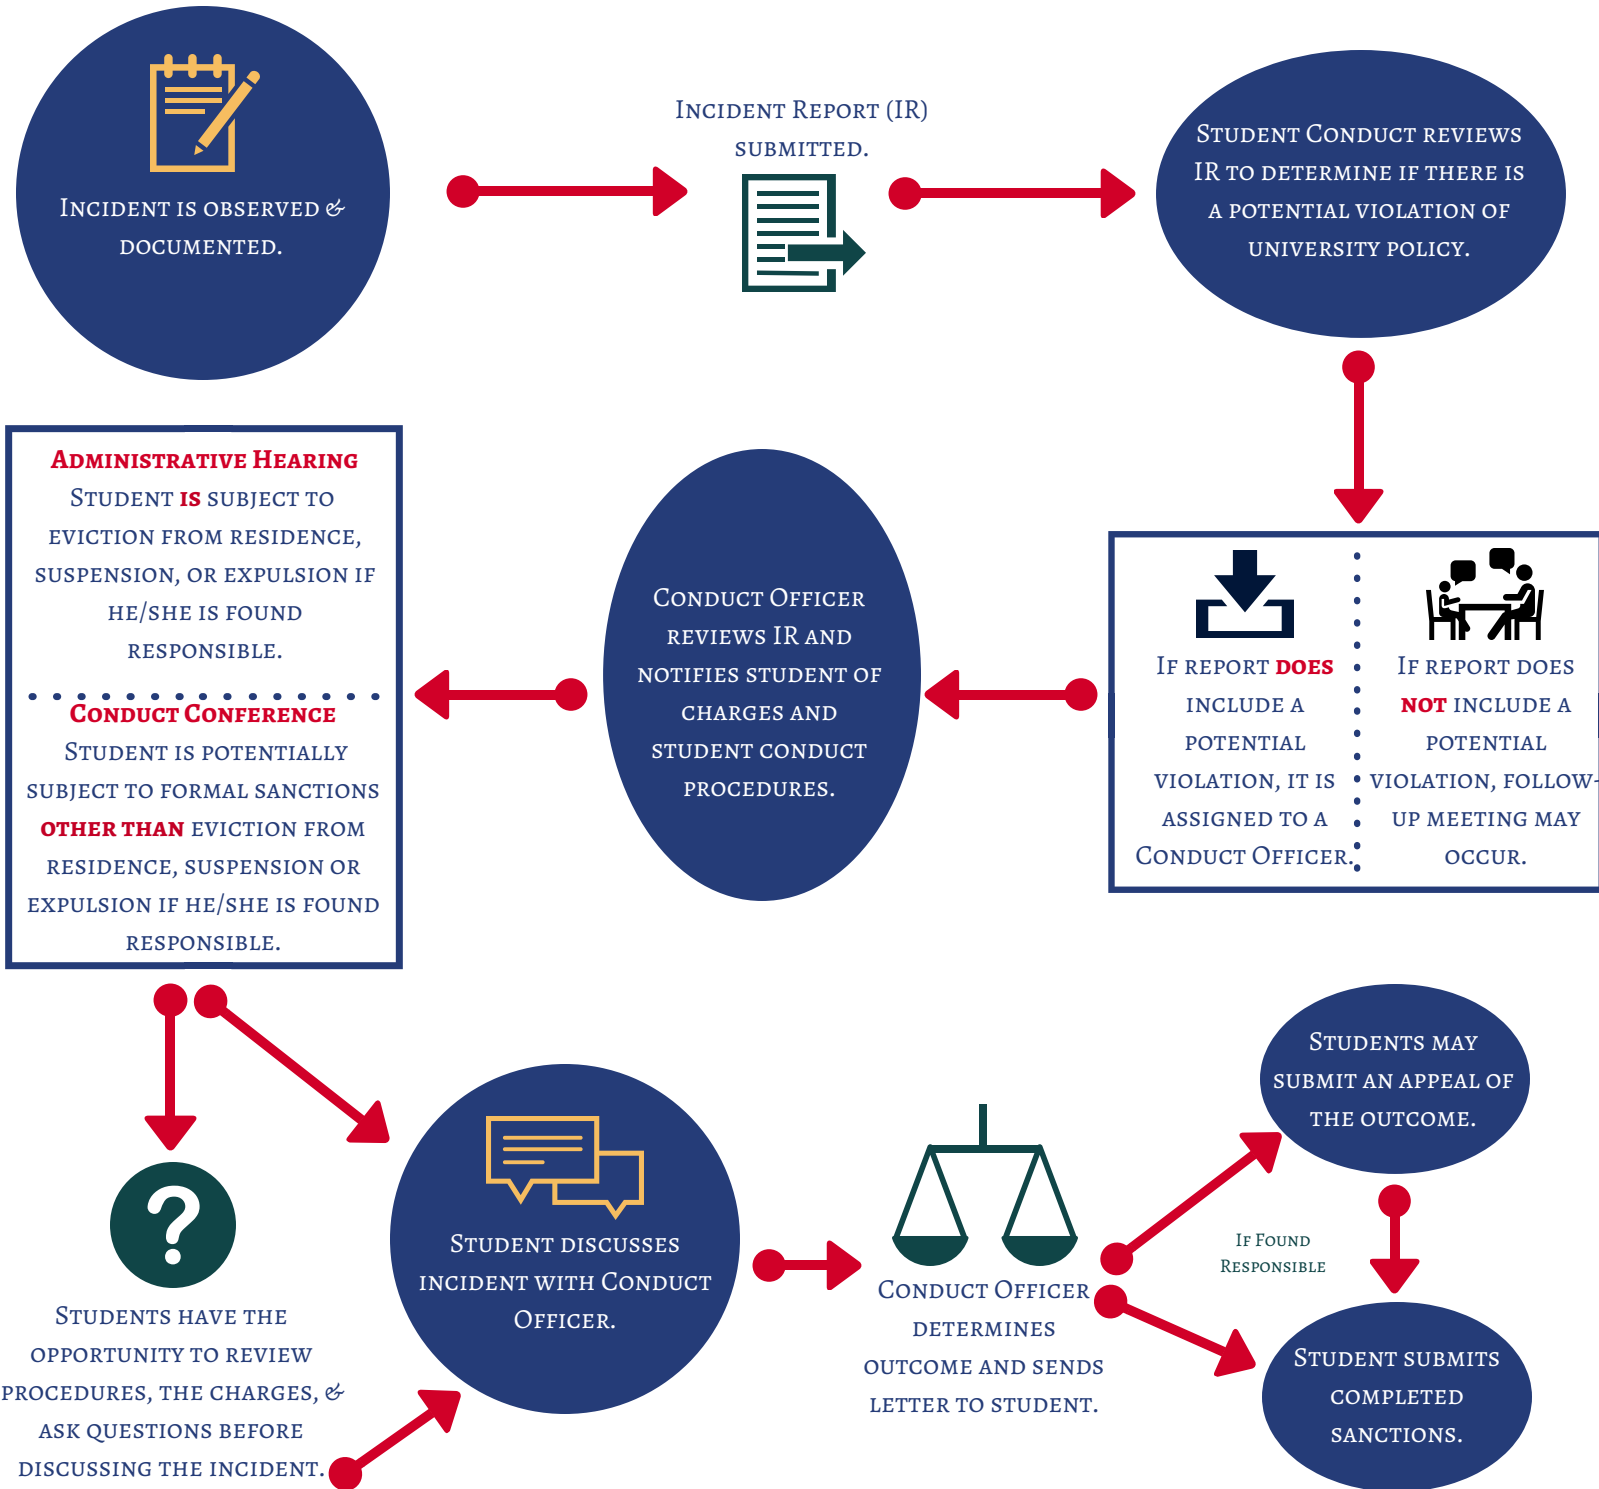 Incident is observed &
documented.
Incident Report (IR)
submitted.
Student Conduct reviews
IR to determine if there is
a potential violation of
university policy.
If report does
include a
potential
violation, it is
assigned to a
Conduct Officer.
If report does
not include a
potential
violation, follow-
up meeting may
occur.
Conduct Officer
reviews IR and
notifies student of
charges and
student conduct
procedures.
Administrative Hearing
Student is subject to
eviction from residence,
suspension, or expulsion if
he/she is found
responsible.
Conduct Conference
Student is potentially
subject to formal sanctions
other than eviction from
residence, suspension or
expulsion if he/she is found
responsible.
Students have the
opportunity to review
procedures, the charges, &
ask questions before
discussing the incident.
Student discusses
incident with Conduct
Officer.
Conduct Officer
determines
outcome and sends
letter to student.
If Found
Responsible
Students may
submit an appeal of
the outcome.
Student submits
completed
sanctions.